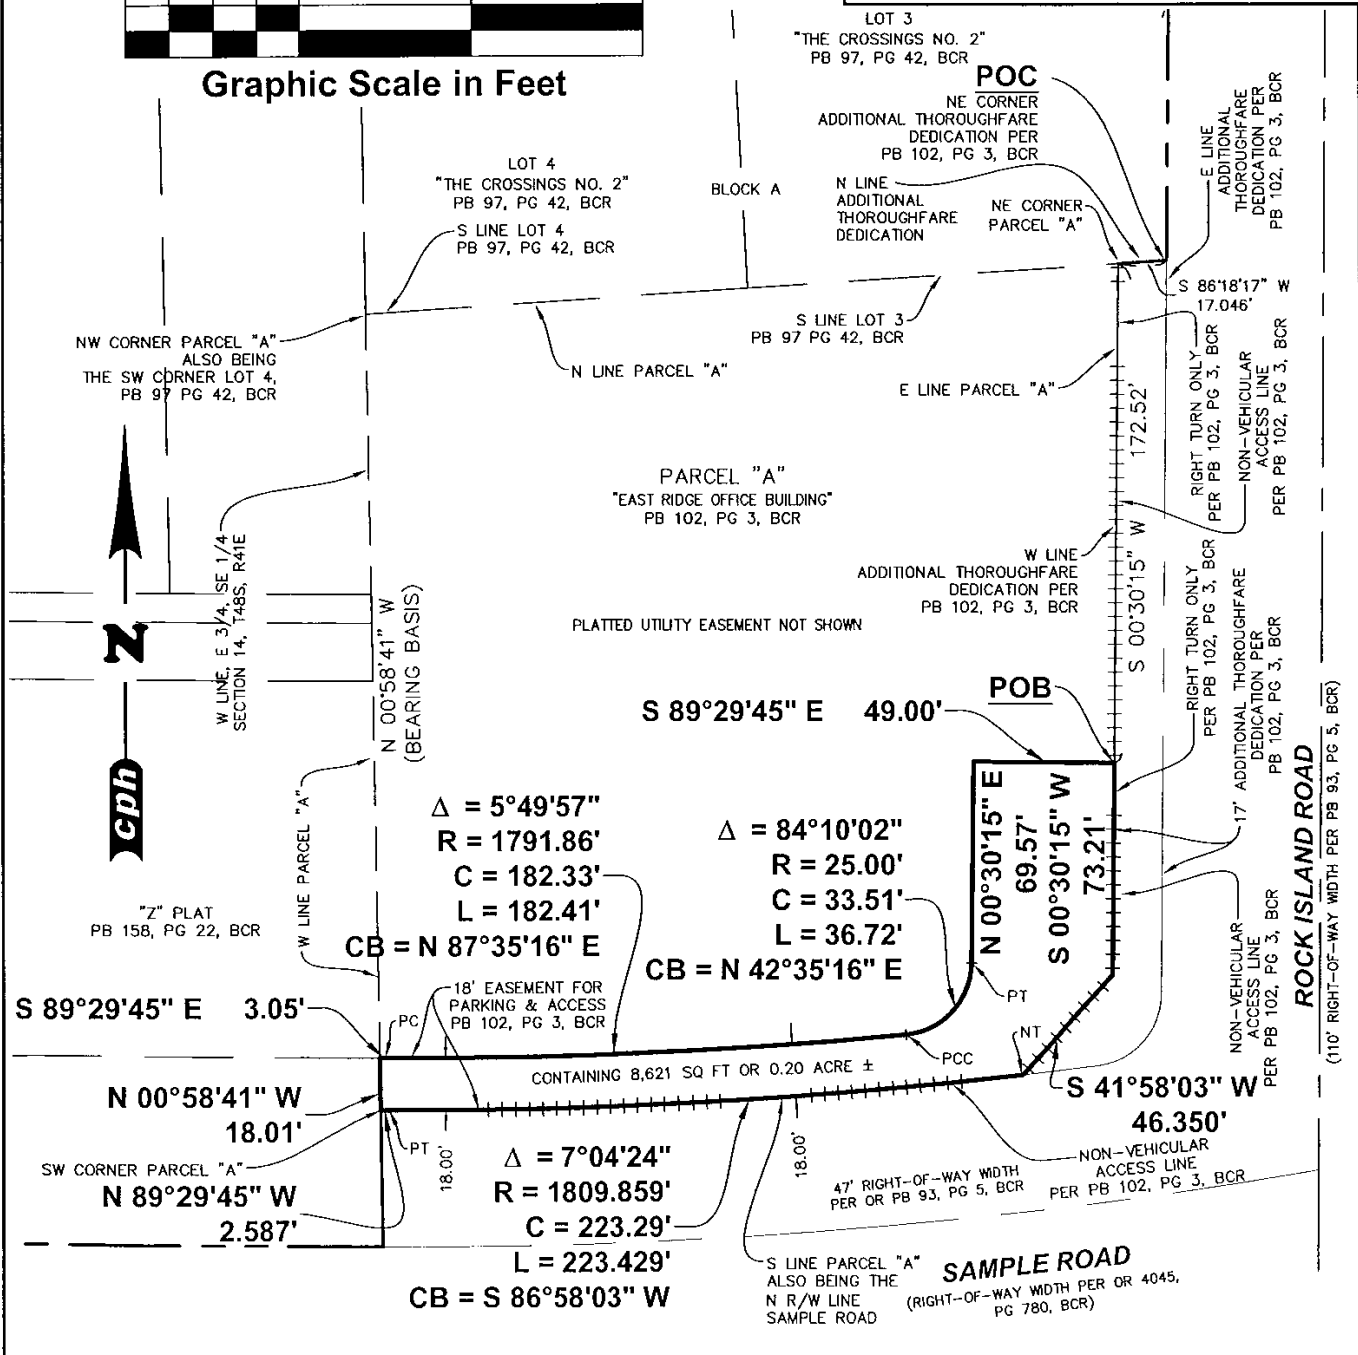 Graphic Scale in Feet
LOT 3
"THE CROSSINGS NO. 2"
PB 97, PG 42, BCR
POC
NE CORNER
ADDITIONAL THOROUGHFARE
DEDICATION PER
PB 102, PG 3, BCR
E LINE
ADDITIONAL
THOROUGHFARE
DEDICATION PER
PB 102, PG 3, BCR
LOT 4
"THE CROSSINGS NO. 2"
PB 97, PG 42, BCR
S LINE LOT 4
PB 97, PG 42, BCR
BLOCK A
N LINE
ADDITIONAL
THOROUGHFARE
DEDICATION
NE CORNER
PARCEL "A"
S 86°18'17" W
17.046'
NW CORNER PARCEL "A"
ALSO BEING
THE SW CORNER LOT 4,
PB 97 PG 42, BCR
S LINE LOT 3
PB 97 PG 42, BCR
N LINE PARCEL "A"
E LINE PARCEL "A"
S 00°30'15" W 172.52'
RIGHT TURN ONLY
PER PB 102, PG 3, BCR
NON-VEHICULAR
ACCESS LINE
PER PB 102, PG 3, BCR
PARCEL "A"
"EAST RIDGE OFFICE BUILDING"
PB 102, PG 3, BCR
W LINE, E 3/4, SE 1/4
SECTION 14, T48S, R41E
N 00°58'41" W
(BEARING BASIS)
W LINE
ADDITIONAL THOROUGHFARE
DEDICATION PER
PB 102, PG 3, BCR
PLATTED UTILITY EASEMENT NOT SHOWN
RIGHT TURN ONLY
PER PB 102, PG 3, BCR
17' ADDITIONAL THOROUGHFARE
DEDICATION PER
PB 102, PG 3, BCR
N
cph
POB
S 89°29'45" E 49.00'
ROCK ISLAND ROAD
(110' RIGHT-OF-WAY WIDTH PER PB 93, PG 5, BCR)
W LINE PARCEL "A"
Δ = 5°49'57"
R = 1791.86'
C = 182.33'
L = 182.41'
CB = N 87°35'16" E
Δ = 84°10'02"
R = 25.00'
C = 33.51'
L = 36.72'
CB = N 42°35'16" E
N 00°30'15" E
69.57'
S 00°30'15" W
73.21'
"Z" PLAT
PB 158, PG 22, BCR
NON-VEHICULAR
ACCESS LINE
PER PB 102, PG 3, BCR
S 89°29'45" E 3.05'
PC
18' EASEMENT FOR
PARKING & ACCESS
PB 102, PG 3, BCR
PT
NT
PCC
CONTAINING 8,621 SQ FT OR 0.20 ACRE ±
N 00°58'41" W
18.01'
S 41°58'03" W
46.350'
SW CORNER PARCEL "A"
PT
18.00'
18.00'
N 89°29'45" W
2.587'
Δ = 7°04'24"
R = 1809.859'
C = 223.29'
L = 223.429'
CB = S 86°58'03" W
47' RIGHT-OF-WAY WIDTH
PER OR PB 93, PG 5, BCR
NON-VEHICULAR
ACCESS LINE
PER PB 102, PG 3, BCR
S LINE PARCEL "A"
ALSO BEING THE
N R/W LINE
SAMPLE ROAD
SAMPLE ROAD
(RIGHT-OF-WAY WIDTH PER OR 4045,
PG 780, BCR)